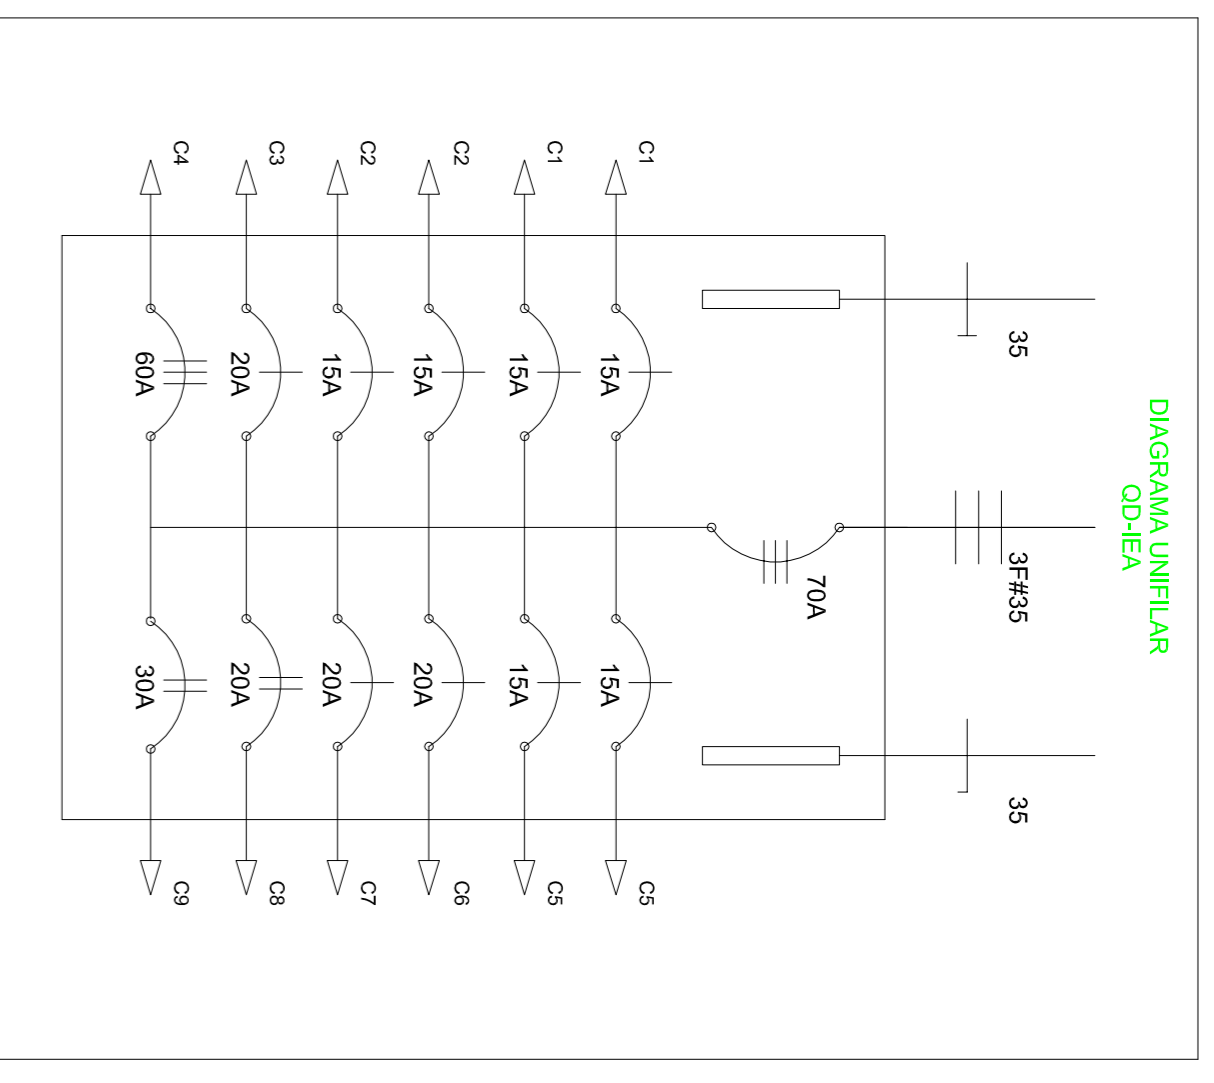 DIAGRAMA UNIFILAR
QD-IEA
35
3F#35
35
70A
C1
15A
15A
C5
C1
15A
15A
C5
C2
15A
20A
C6
C2
15A
20A
C7
C3
20A
20A
C8
C4
60A
30A
C9